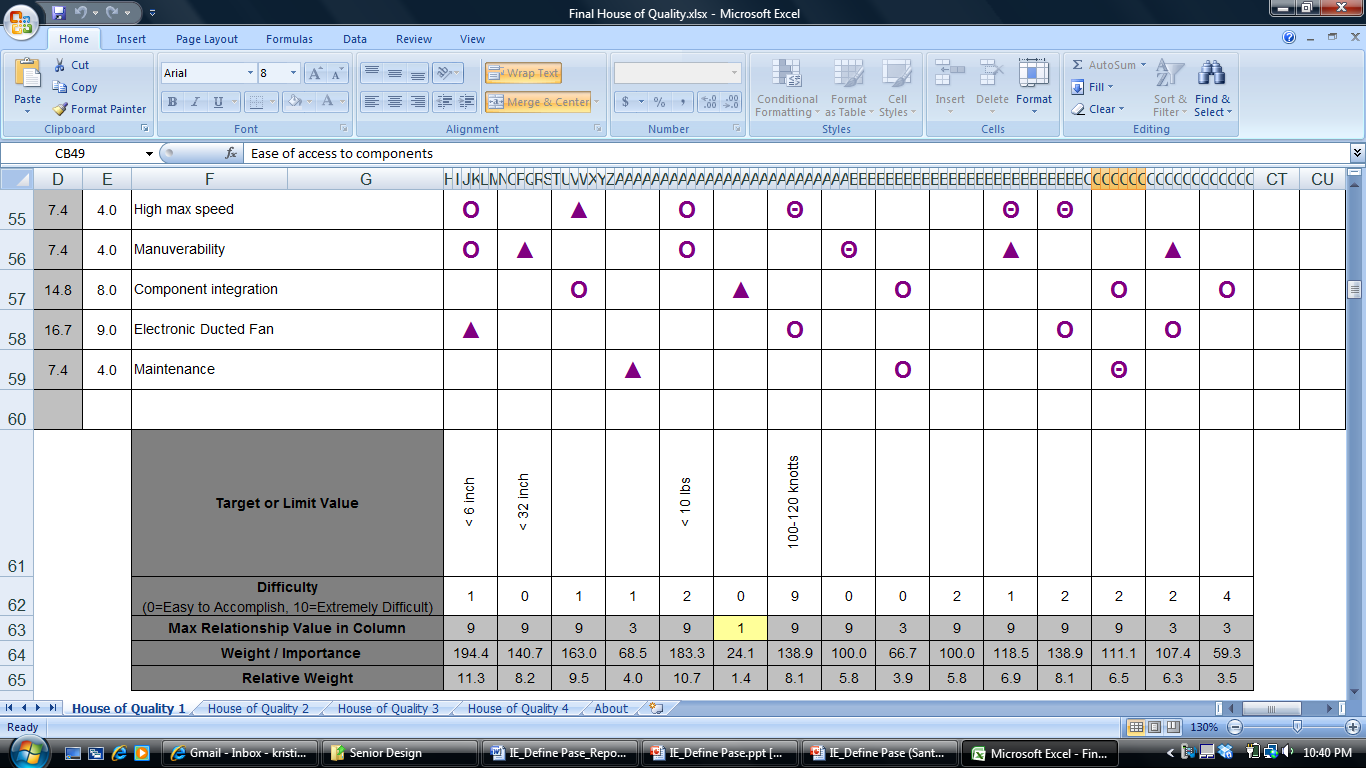 Final House of Quality.xlsx - Microsoft Excel
Home Insert Page Layout Formulas Data Review View
Paste
Cut
Copy
Format Painter
Clipboard
Arial 8
B I U
Font
Wrap Text
Merge & Center
Alignment
$ % ,
Number
Conditional Formatting
Format as Table
Cell Styles
Styles
Insert Delete Format
Cells
Σ AutoSum
Fill
Clear
Sort & Filter
Find & Select
Editing
CB49 fx Ease of access to components
D E F G CT CU
55 7.4 4.0 High max speed O ▲ O Θ Θ Θ
56 7.4 4.0 Manuverability O ▲ O Θ ▲ ▲
57 14.8 8.0 Component integration O ▲ O O O
58 16.7 9.0 Electronic Ducted Fan ▲ O O O
59 7.4 4.0 Maintenance ▲ O Θ
60
61 Target or Limit Value < 6 inch < 32 inch < 10 lbs 100-120 knotts
62 Difficulty
(0=Easy to Accomplish, 10=Extremely Difficult) 1 0 1 1 2 0 9 0 0 2 1 2 2 2 4
63 Max Relationship Value in Column 9 9 9 3 9 1 9 9 3 9 9 9 9 3 3
64 Weight / Importance 194.4 140.7 163.0 68.5 183.3 24.1 138.9 100.0 66.7 100.0 118.5 138.9 111.1 107.4 59.3
65 Relative Weight 11.3 8.2 9.5 4.0 10.7 1.4 8.1 5.8 3.9 5.8 6.9 8.1 6.5 6.3 3.5
House of Quality 1 House of Quality 2 House of Quality 3 House of Quality 4 About
Ready 130%
Gmail - Inbox - kristi... Senior Design IE_Define Pase_Repo... IE_Define Pase.ppt [... IE_Define Pase (Sant... Microsoft Excel - Fin... 10:40 PM